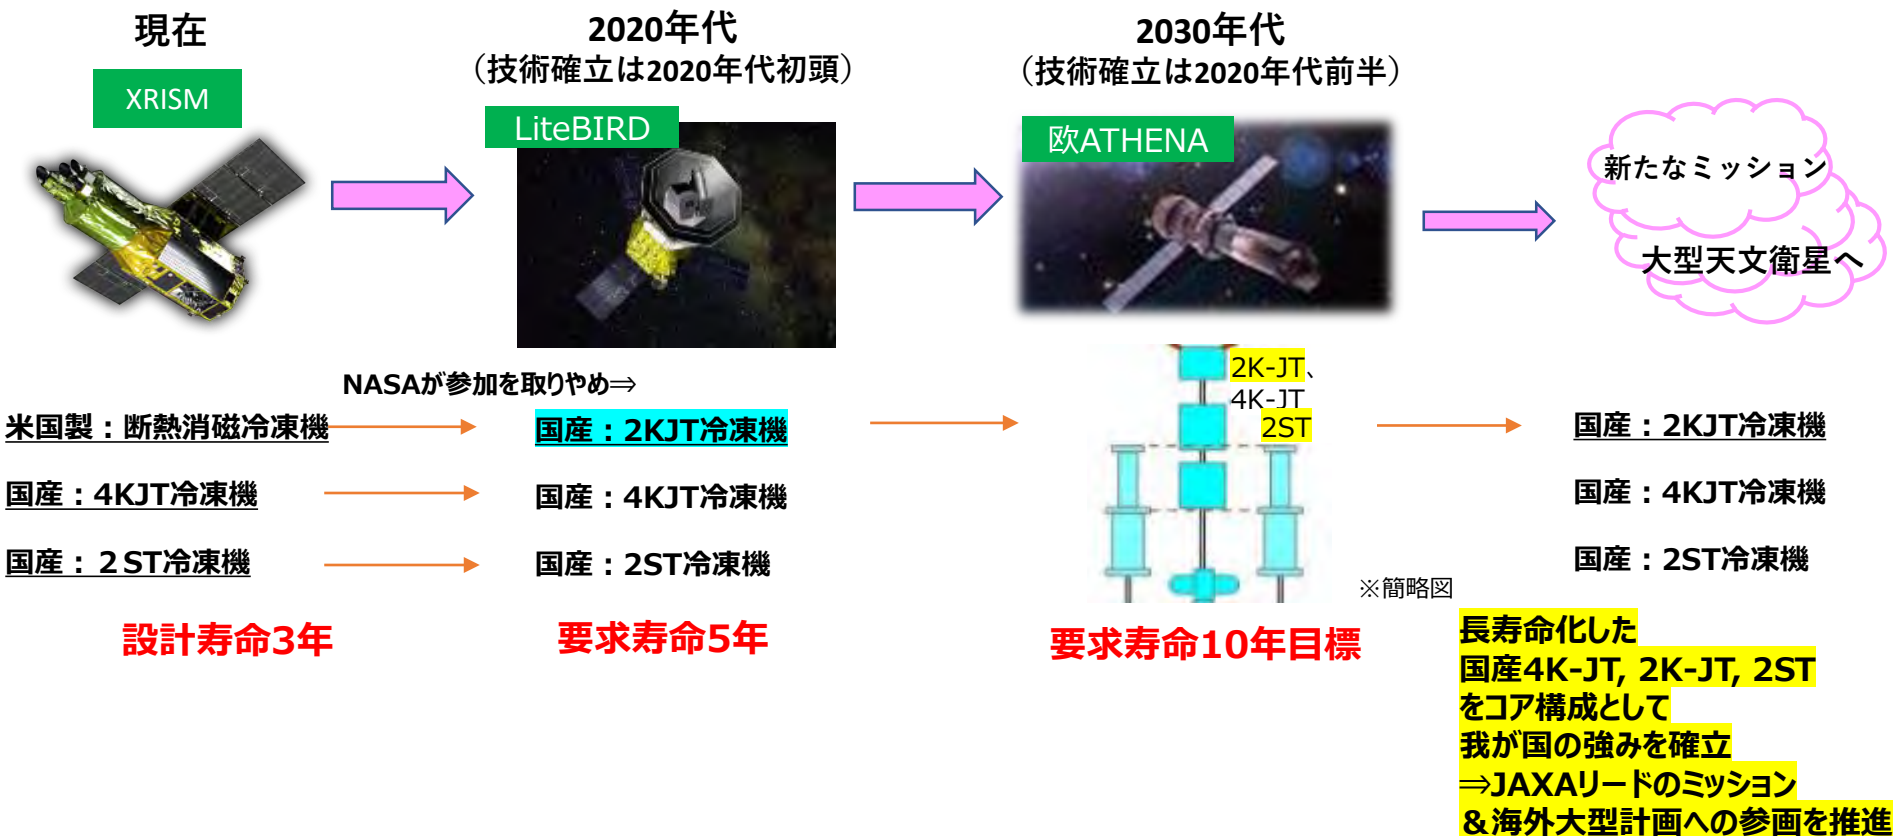 現在
2020年代
（技術確立は2020年代初頭）
2030年代
（技術確立は2020年代前半）
XRISM
LiteBIRD
欧ATHENA
新たなミッション
大型天文衛星へ
NASAが参加を取りやめ⇒
米国製：断熱消磁冷凍機
国産：2KJT冷凍機
2K-JT、
4K-JT
2ST
国産：2KJT冷凍機
国産：4KJT冷凍機
国産：4KJT冷凍機
国産：4KJT冷凍機
国産：２ST冷凍機
国産：2ST冷凍機
国産：2ST冷凍機
※簡略図
設計寿命3年
要求寿命5年
要求寿命10年目標
長寿命化した
国産4K-JT, 2K-JT, 2ST
をコア構成として
我が国の強みを確立
⇒JAXAリードのミッション
＆海外大型計画への参画を推進